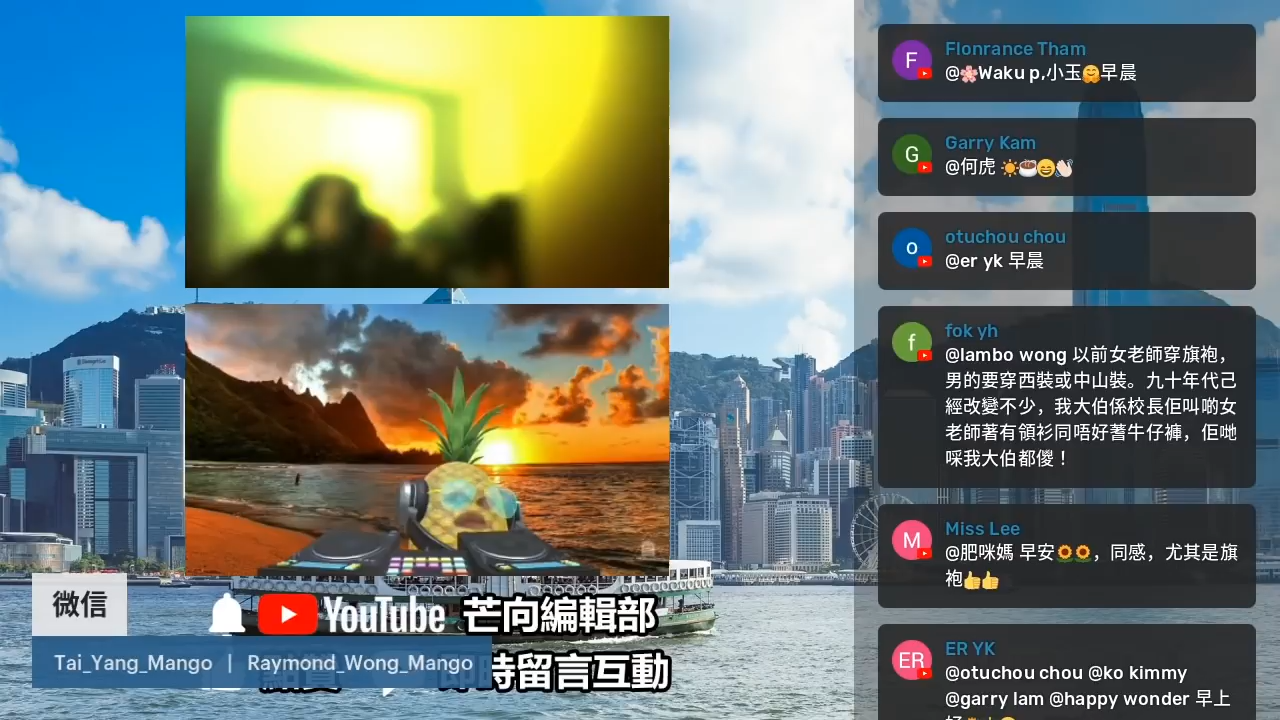 Flonrance Tham
@🌸Waku p,小玉🤗早晨
Garry Kam
@何虎 ☀️☕😄👏🏻
otuchou chou
@er yk 早晨
fok yh
@lambo wong 以前女老師穿旗袍，
男的要穿西裝或中山裝。九十年代己
經改變不少，我大伯係校長佢叫啲女
老師著有領衫同唔好著牛仔褲，佢哋
啋我大伯都儍！
Miss Lee
@肥咪媽 早安🌻🌻，同感，尤其是旗
袍👍👍
ER YK
@otuchou chou @ko kimmy
@garry lam @happy wonder 早上
微信
Tai_Yang_Mango | Raymond_Wong_Mango
YouTube 芒向編輯部
時留言互動
F
G
o
f
M
ER